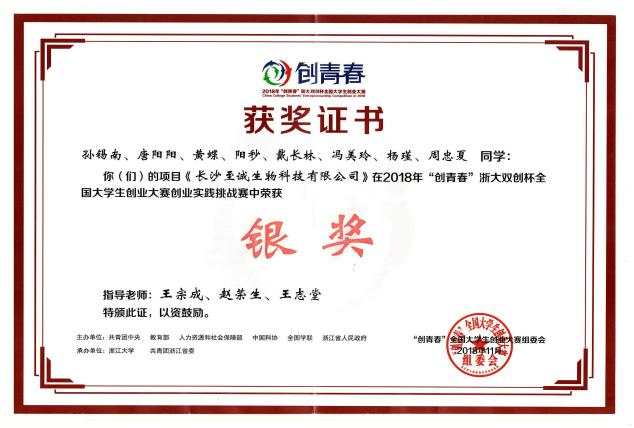 创青春
2018年“创青春”浙大双创杯全国大学生创业大赛
China College Students' Entrepreneurship Competition in 2018
获奖证书
孙锡南、唐阳阳、黄蝶、阳秒、戴长林、冯美玲、杨瑾、周忠夏 同学：
你（们）的项目《长沙至诚生物科技有限公司》在2018年“创青春”浙大双创杯全
国大学生创业大赛创业实践挑战赛中荣获
银奖
指导老师：王宗成、赵荣生、王志堂
特颁此证，以资鼓励。
主办单位：共青团中央 教育部 人力资源和社会保障部 中国科协 全国学联 浙江省人民政府
承办单位：浙江大学 共青团浙江省委
“创青春”全国大学生创业大赛组委会
2018年11月
“创青春”全国大学生创业大赛
组委会